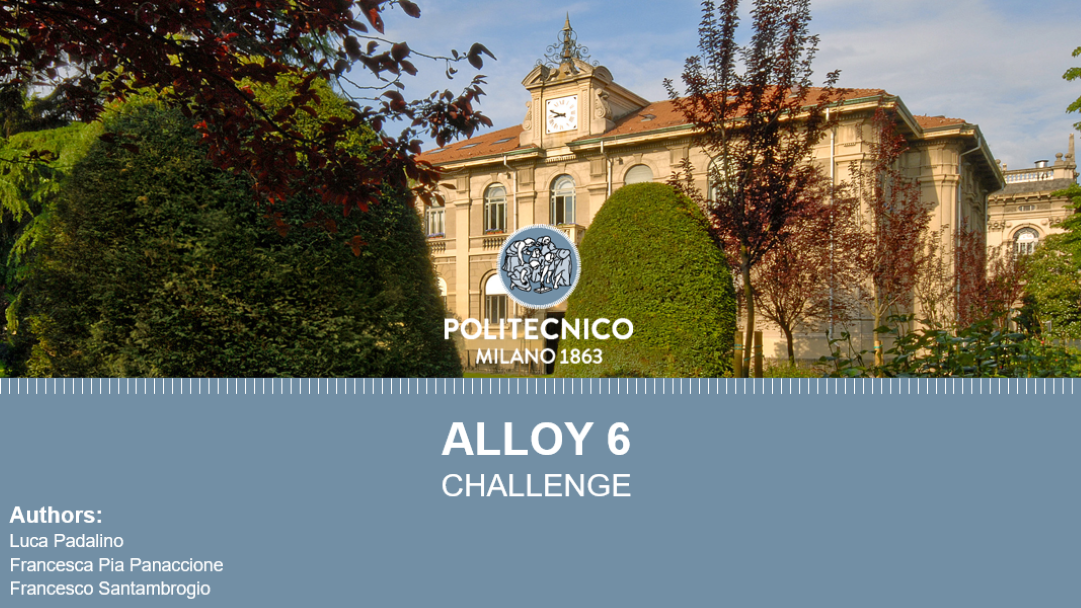 POLITECNICO
MILANO 1863
ALLOY 6
CHALLENGE
Authors:
Luca Padalino
Francesca Pia Panaccione
Francesco Santambrogio